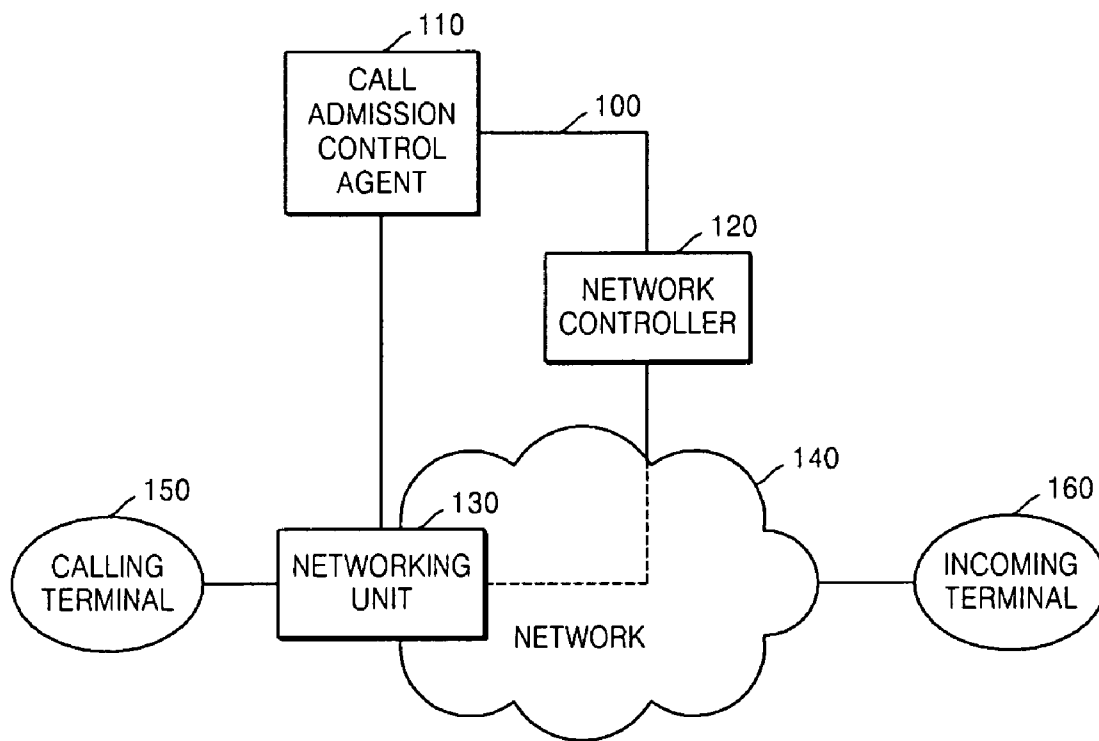 110
CALL
ADMISSION
CONTROL
AGENT
100
120
NETWORK
CONTROLLER
140
150
CALLING
TERMINAL
130
NETWORKING
UNIT
NETWORK
160
INCOMING
TERMINAL